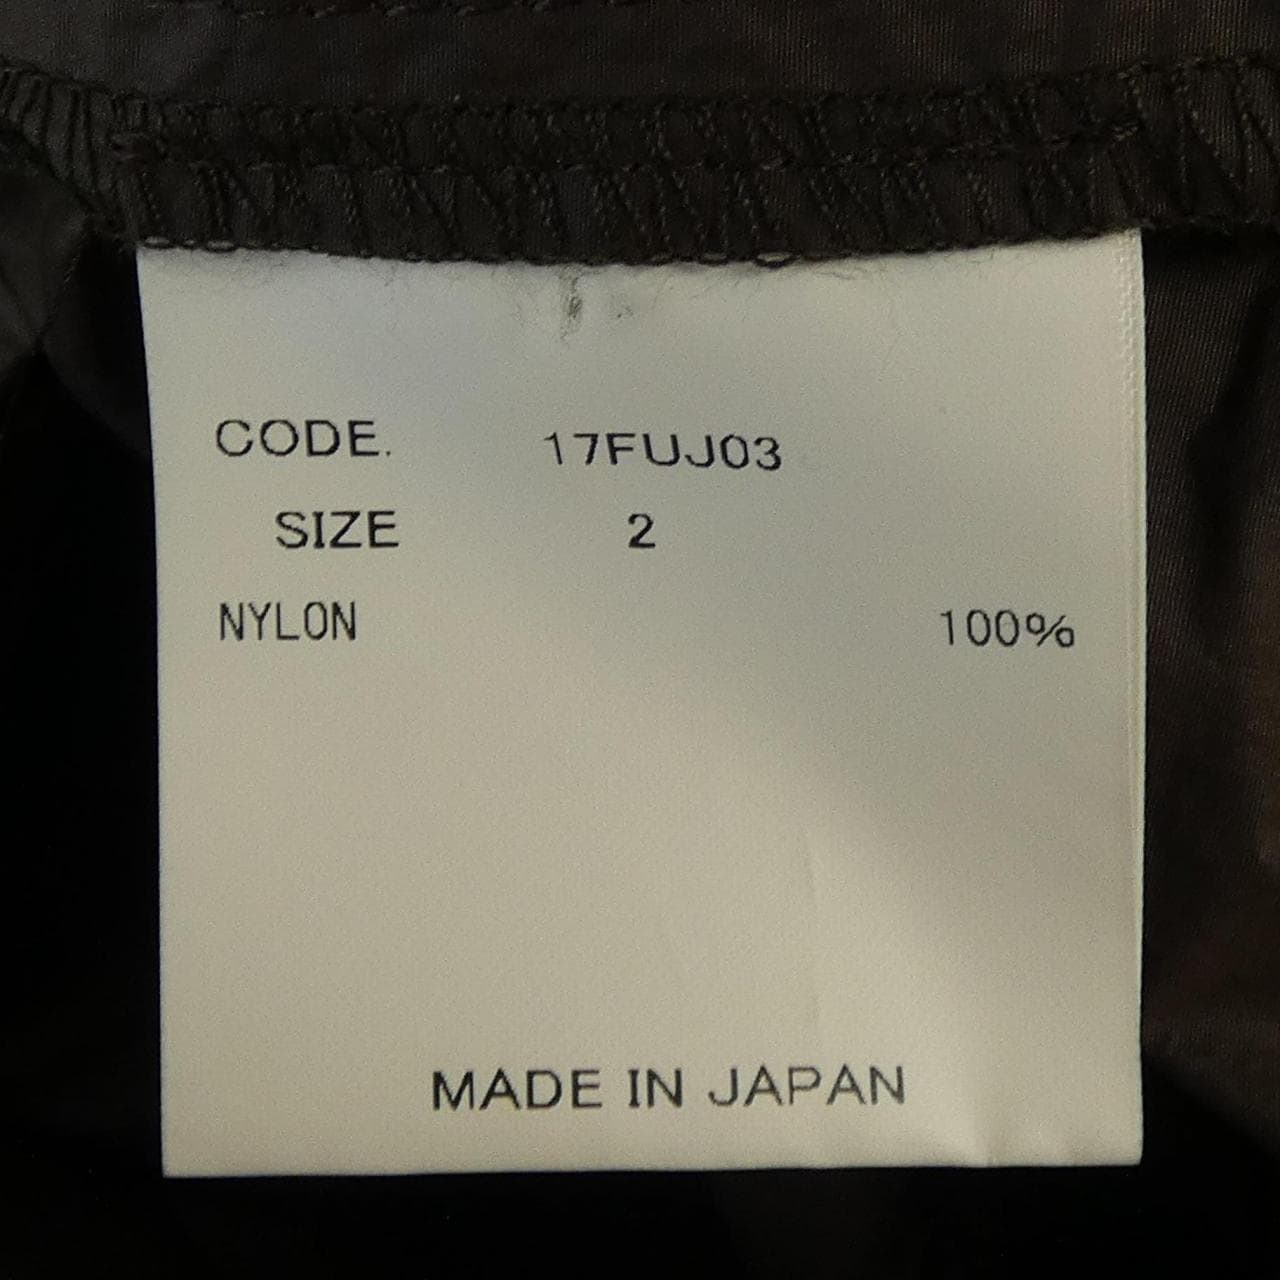 CODE. 17FUJ03
SIZE 2
NYLON 100%
MADE IN JAPAN